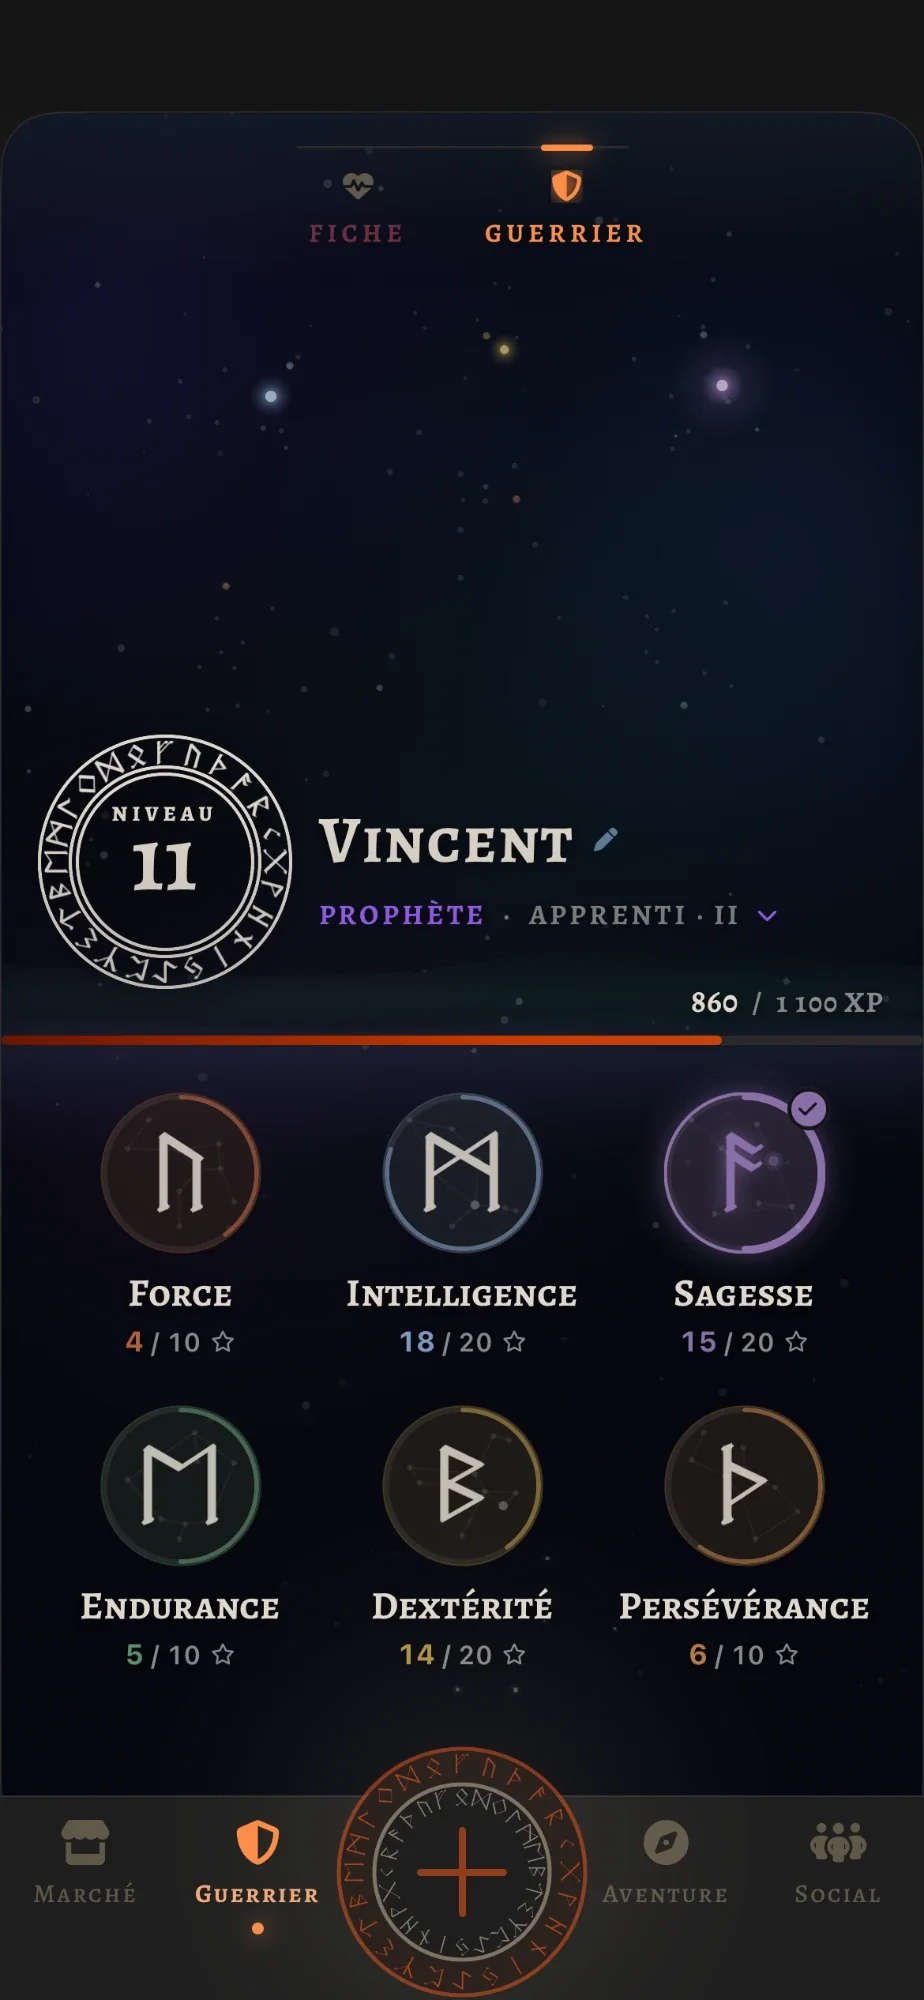 FICHE GUERRIER
NIVEAU
11
VINCENT
PROPHÈTE · APPRENTI · II
860 / 1 100 XP
FORCE INTELLIGENCE SAGESSE
4 / 10 18 / 20 15 / 20
ENDURANCE DEXTÉRITÉ PERSÉVÉRANCE
5 / 10 14 / 20 6 / 10
MARCHÉ GUERRIER AVENTURE SOCIAL